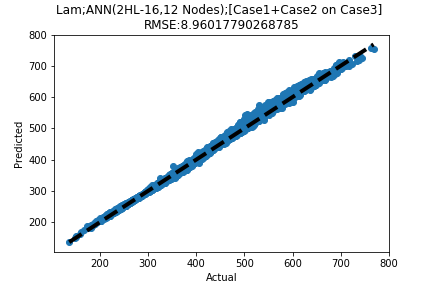 Lam;ANN(2HL-16,12 Nodes);[Case1+Case2 on Case3]
RMSE:8.96017790268785
800
700
600
500
400
300
200
Predicted
200 300 400 500 600 700 800
Actual